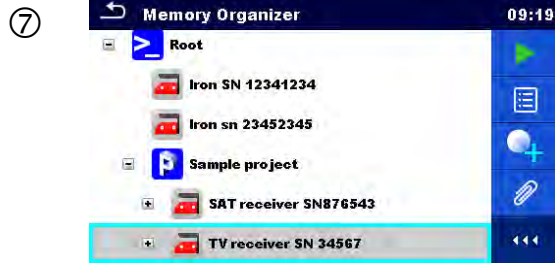 ⑦
Memory Organizer 09:19
Root
Iron SN 12341234
Iron sn 23452345
Sample project
SAT receiver SN876543
TV receiver SN 34567